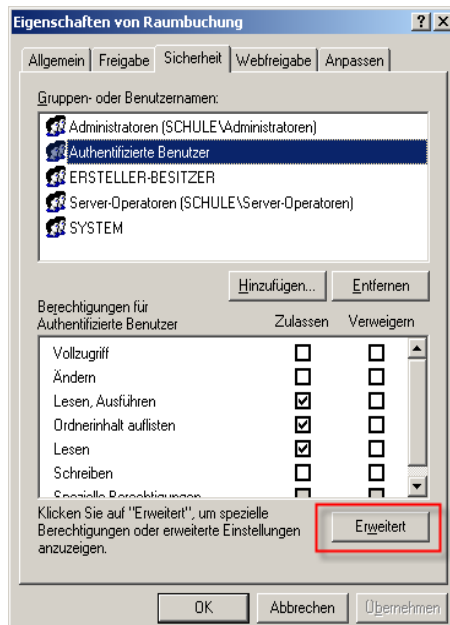 Eigenschaften von Raumbuchung
Allgemein Freigabe Sicherheit Webfreigabe Anpassen
Gruppen- oder Benutzernamen:
Administratoren (SCHULE\Administratoren)
Authentifizierte Benutzer
ERSTELLER-BESITZER
Server-Operatoren (SCHULE\Server-Operatoren)
SYSTEM
Hinzufügen... Entfernen
Berechtigungen für
Authentifizierte Benutzer Zulassen Verweigern
Vollzugriff
Ändern
Lesen, Ausführen
Ordnerinhalt auflisten
Lesen
Schreiben
Spezielle Berechtigungen
Klicken Sie auf "Erweitert", um spezielle
Berechtigungen oder erweiterte Einstellungen
anzuzeigen.
Erweitert
OK Abbrechen Übernehmen